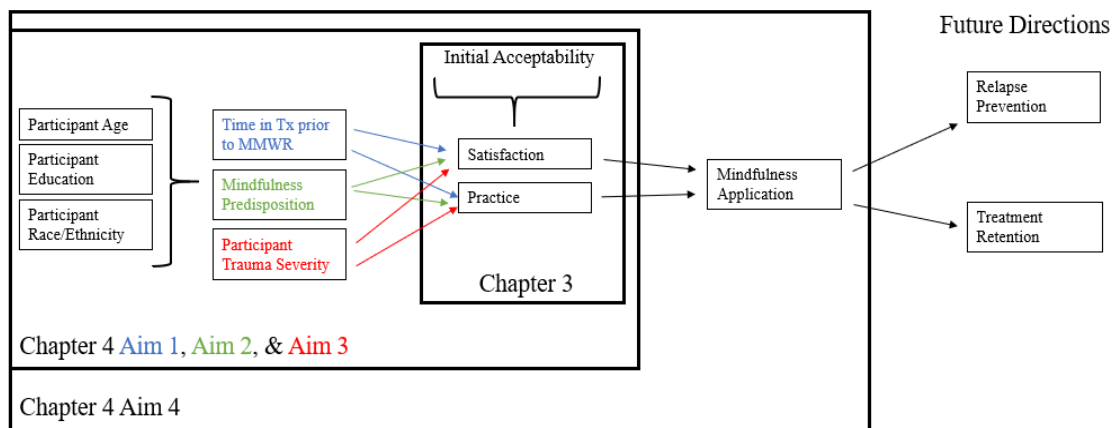 Future Directions
Initial Acceptability
Participant Age
Participant
Education
Participant
Race/Ethnicity
Time in Tx prior
to MMWR
Mindfulness
Predisposition
Participant
Trauma Severity
Satisfaction
Practice
Chapter 3
Mindfulness
Application
Relapse
Prevention
Treatment
Retention
Chapter 4 Aim 1, Aim 2, & Aim 3
Chapter 4 Aim 4